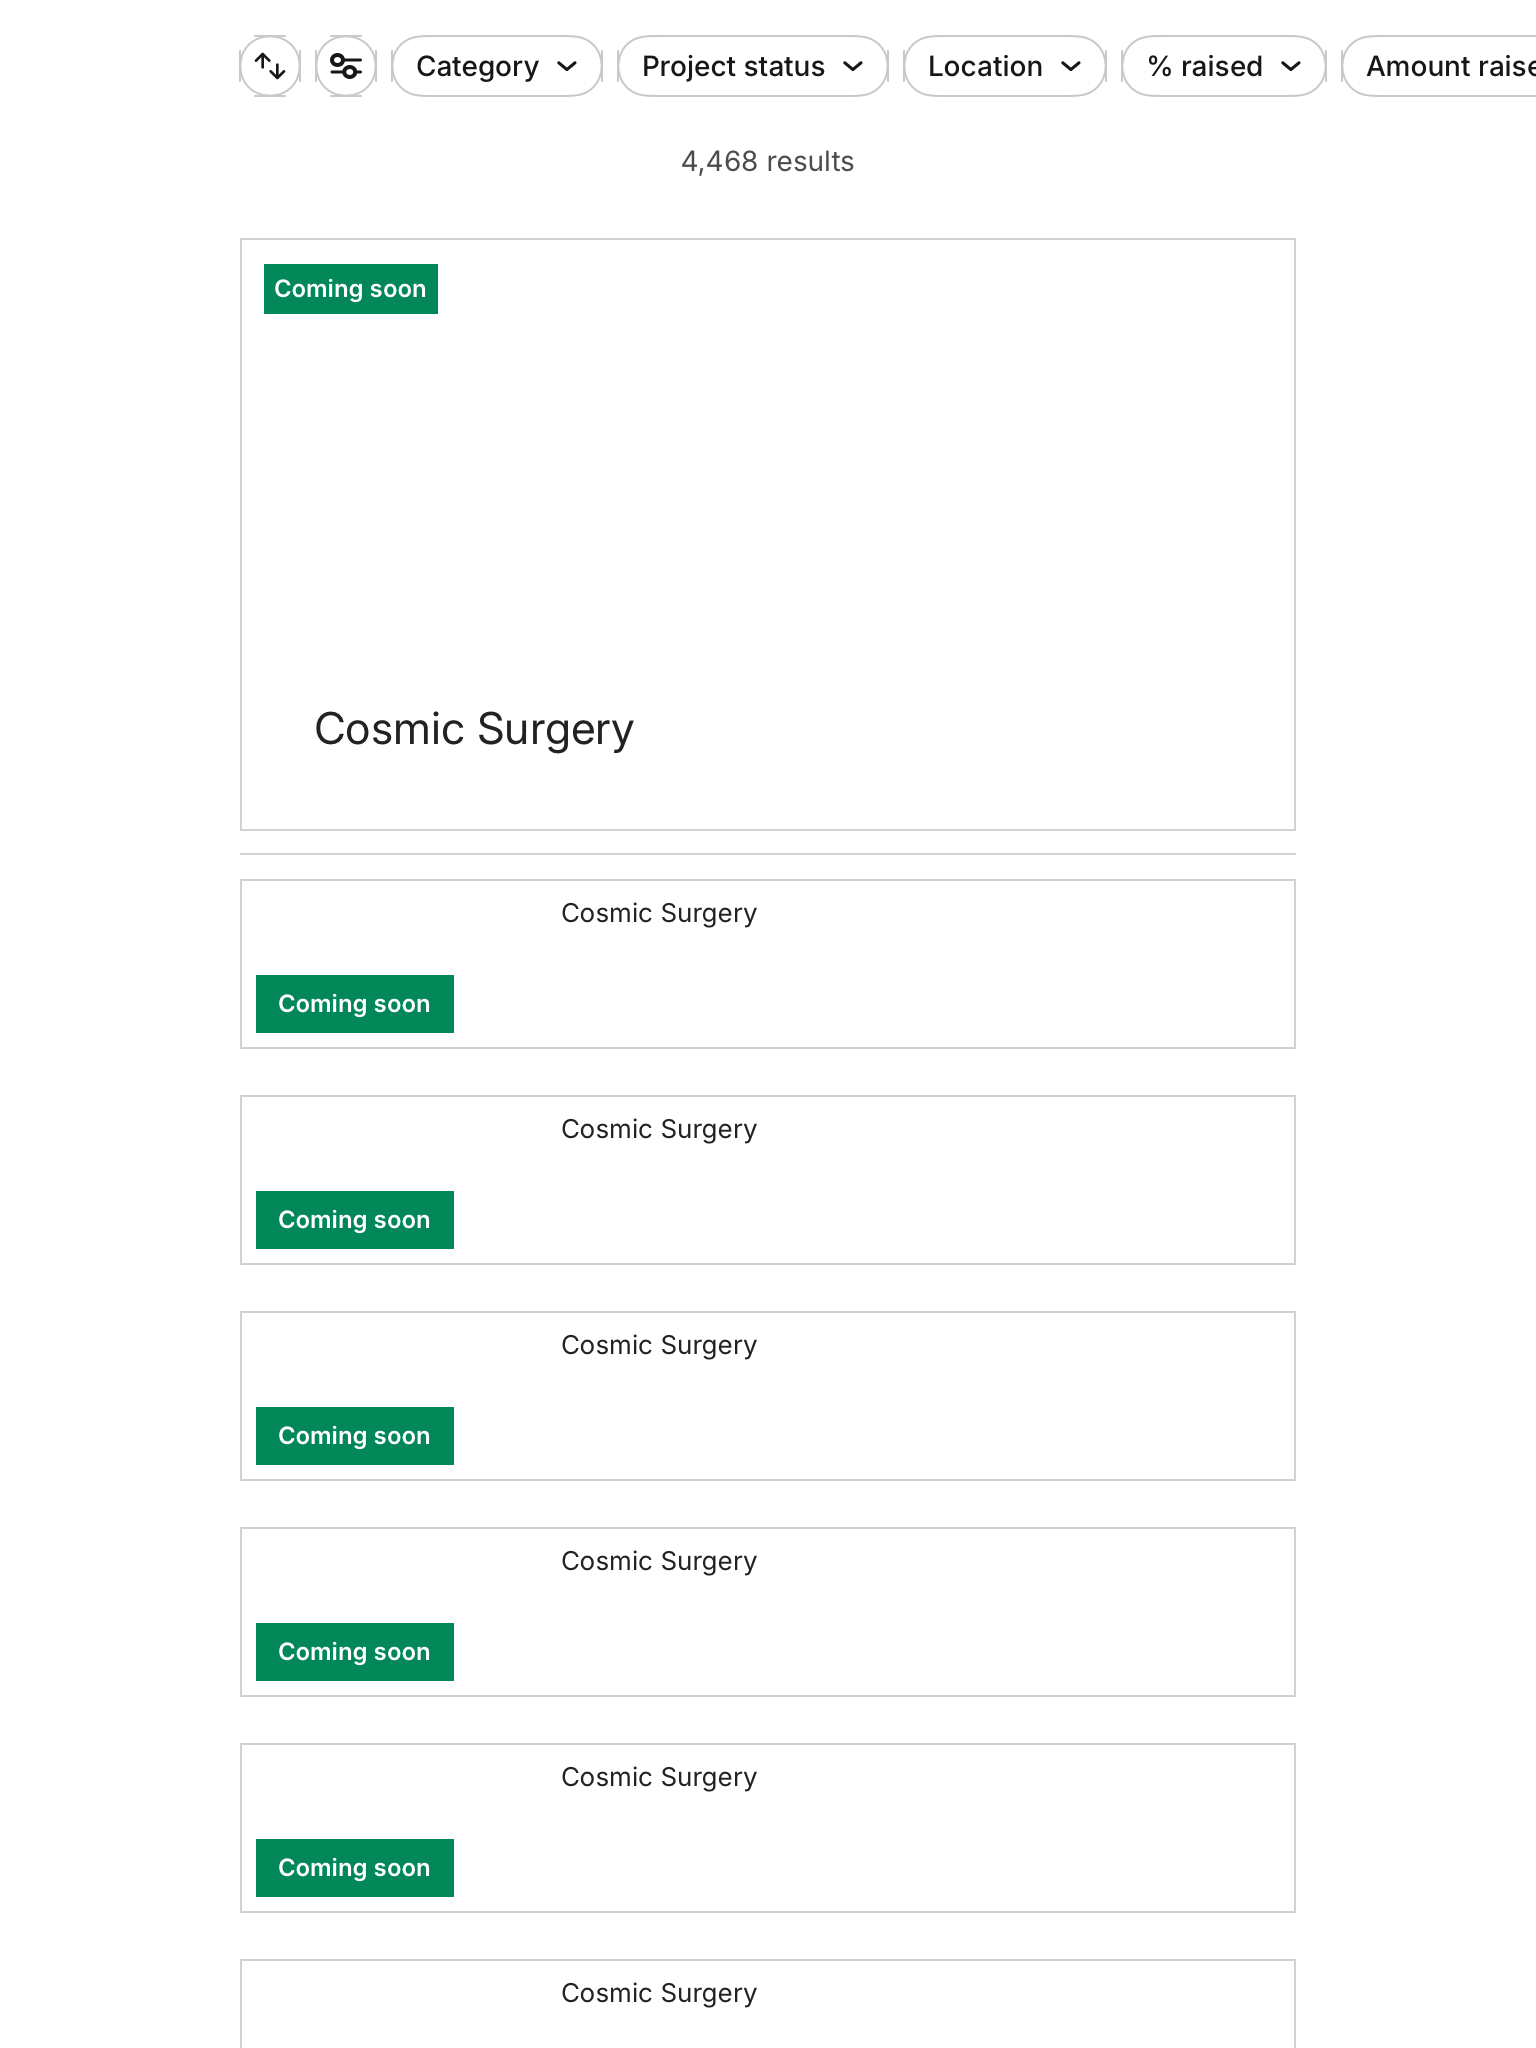 Category
Project status
Location
% raised
Amount raise
4,468 results
Coming soon
Cosmic Surgery
Cosmic Surgery
Coming soon
Cosmic Surgery
Coming soon
Cosmic Surgery
Coming soon
Cosmic Surgery
Coming soon
Cosmic Surgery
Coming soon
Cosmic Surgery